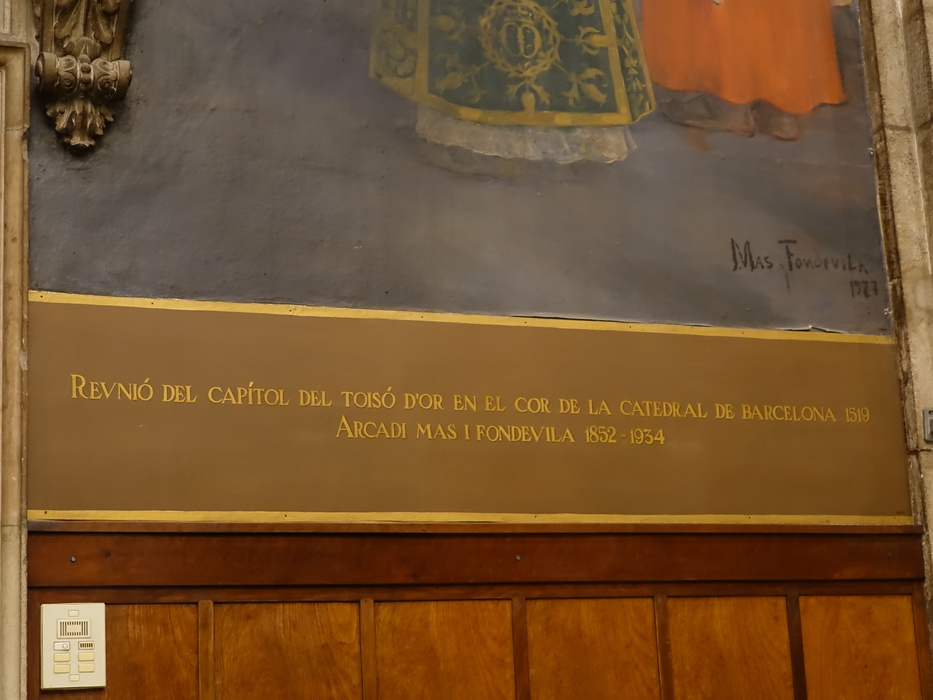 Mas Fondevila
1927
REVNIÓ DEL CAPÍTOL DEL TOISÓ D'OR EN EL COR DE LA CATEDRAL DE BARCELONA 1519
ARCADI MAS I FONDEVILA 1852-1934